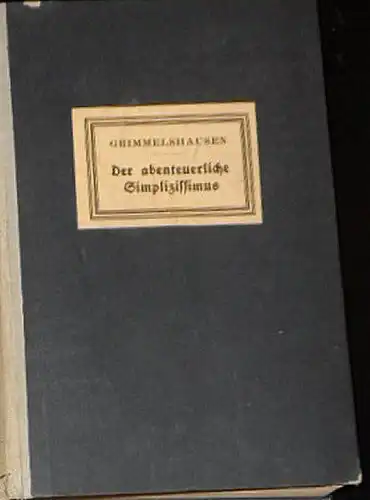 GRIMMELSHAUSEN
Der abenteuerliche
Simplizissimus